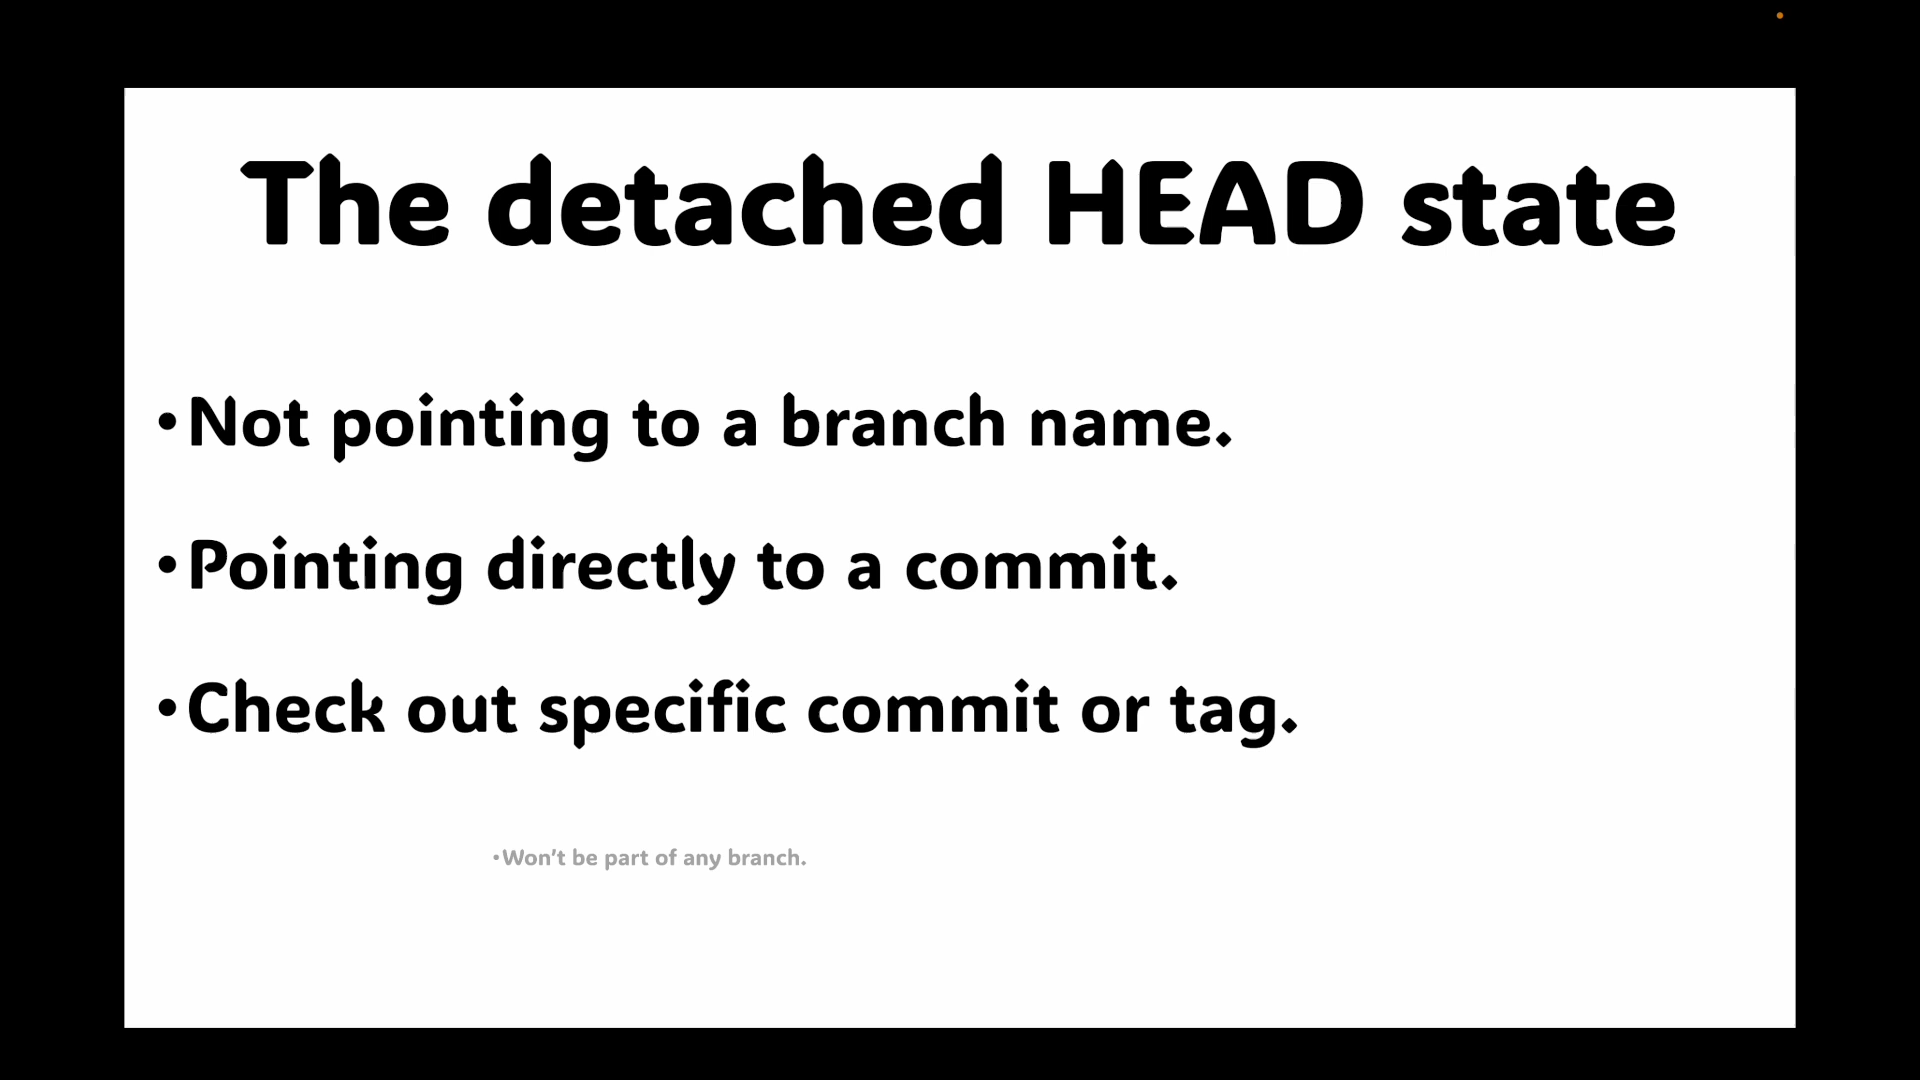 The detached HEAD state
•Not pointing to a branch name.
•Pointing directly to a commit.
•Check out specific commit or tag.
•Won't be part of any branch.